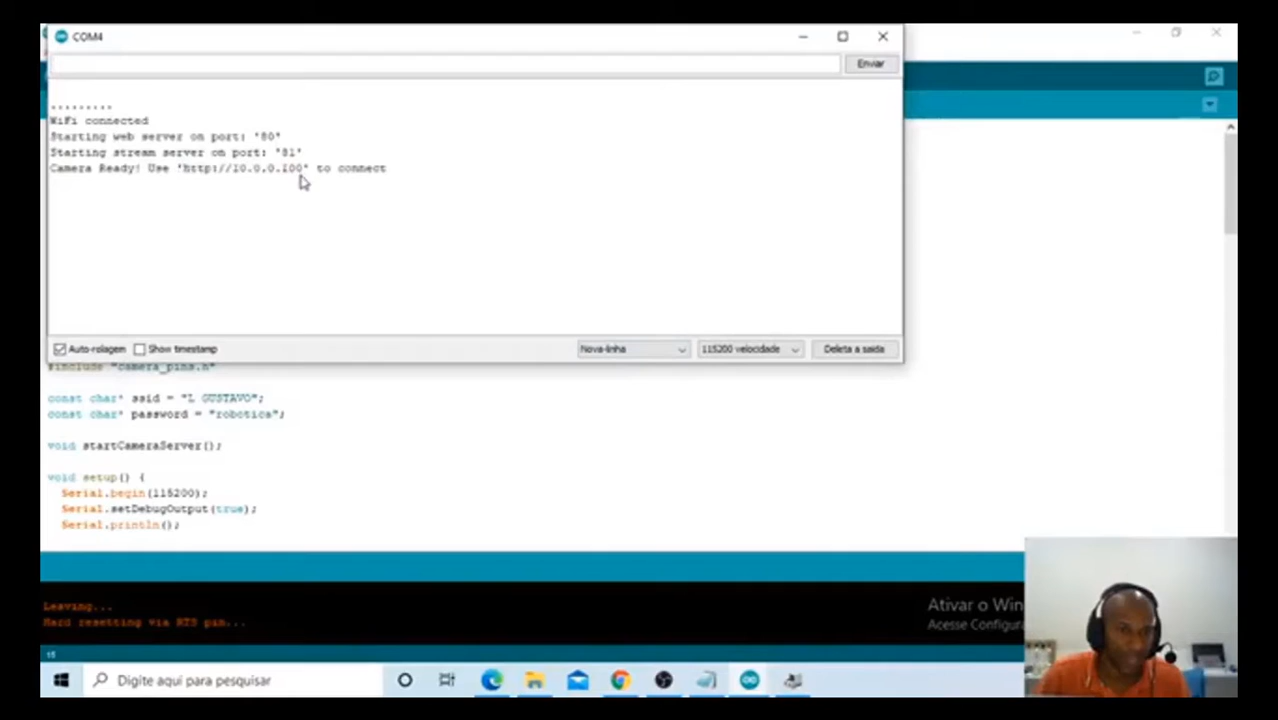 COM4
Enviar
.........
WiFi connected
Starting web server on port: '80'
Starting stream server on port: '81'
Camera Ready! Use 'http://10.0.0.100' to connect
Auto-rolagem
Show timestamp
Nova-linha
115200 velocidade
Deleta a saida
#include "camera_pins.h"
const char* ssid = "L GUSTAVO";
const char* password = "robotica";
void startCameraServer();
void setup() {
Serial.begin(115200);
Serial.setDebugOutput(true);
Serial.println();
Leaving...
Hard resetting via RTS pin...
Ativar o Win
Acesse Configura
Digite aqui para pesquisar